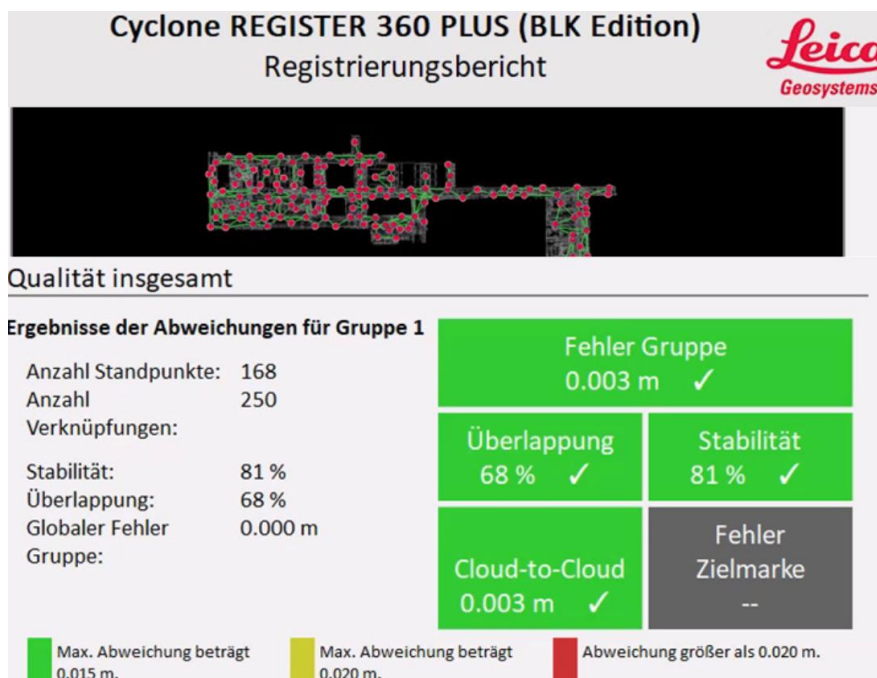 Cyclone REGISTER 360 PLUS (BLK Edition)
Registrierungsbericht
Leica
Geosystems
Qualität insgesamt
Ergebnisse der Abweichungen für Gruppe 1
Anzahl Standpunkte: 168
Anzahl 250
Verknüpfungen:
Stabilität: 81 %
Überlappung: 68 %
Globaler Fehler 0.000 m
Gruppe:
Fehler Gruppe
0.003 m ✓
Überlappung
68 % ✓
Stabilität
81 % ✓
Cloud-to-Cloud
0.003 m ✓
Fehler
Zielmarke
--
Max. Abweichung beträgt
0.015 m.
Max. Abweichung beträgt
0.020 m.
Abweichung größer als 0.020 m.